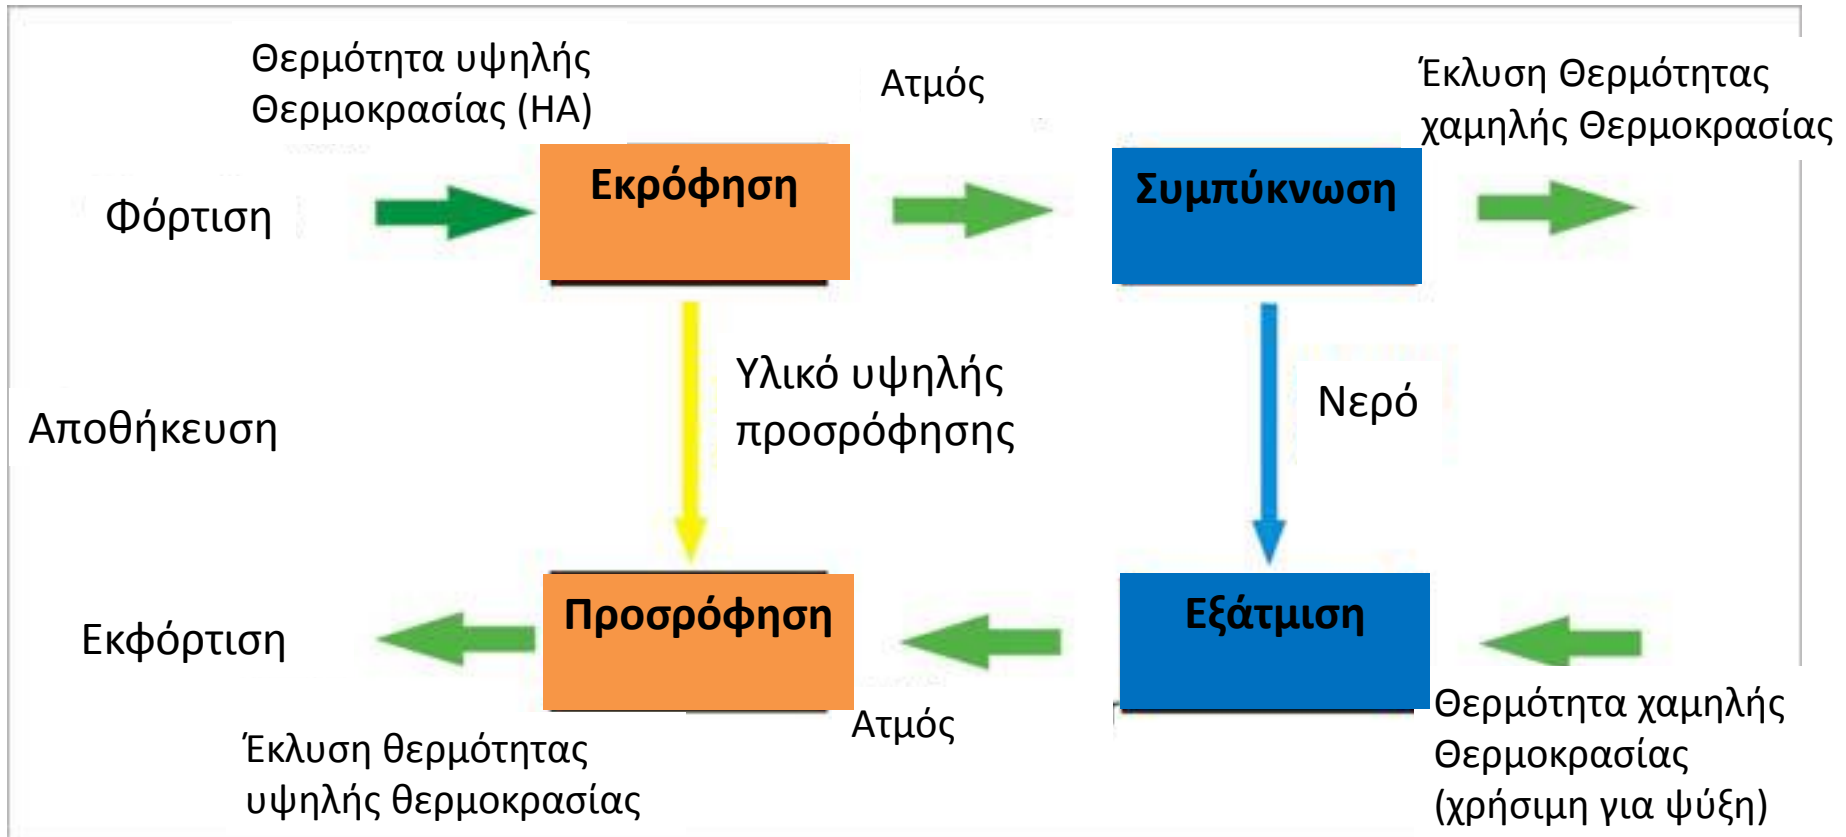 Θερμότητα υψηλής
Θερμοκρασίας (ΗΑ)
Ατμός
Έκλυση Θερμότητας
χαμηλής Θερμοκρασίας
Φόρτιση
Εκρόφηση
Συμπύκνωση
Υλικό υψηλής
προσρόφησης
Νερό
Αποθήκευση
Εκφόρτιση
Προσρόφηση
Εξάτμιση
Ατμός
Έκλυση θερμότητας
υψηλής θερμοκρασίας
Θερμότητα χαμηλής
Θερμοκρασίας
(χρήσιμη για ψύξη)